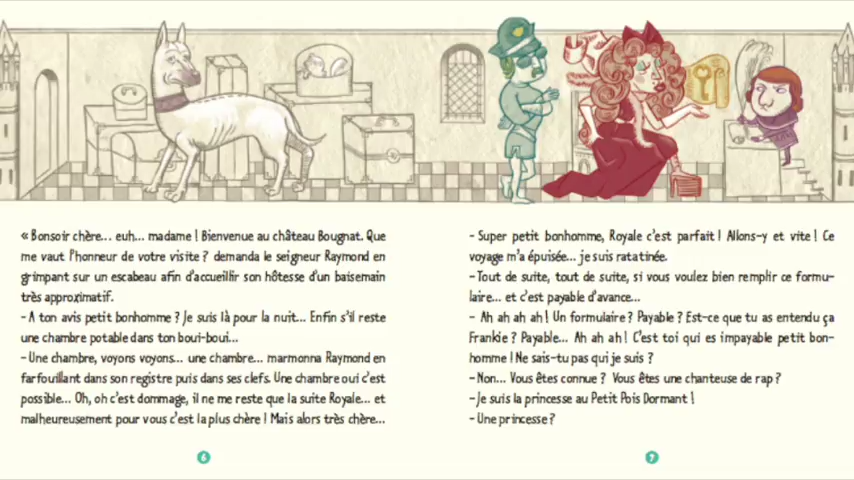 « Bonsoir chère... euh... madame ! Bienvenue au château Bougnat. Que
me vaut l'honneur de votre visite ? demanda le seigneur Raymond en
grimpant sur un escabeau afin d'accueillir son hôtesse d'un baisemain
très approximatif.
- A ton avis petit bonhomme ? Je suis là pour la nuit... Enfin s'il reste
une chambre potable dans ton boui-boui...
- Une chambre, voyons voyons... une chambre... marmonna Raymond en
farfouillant dans son registre puis dans ses clefs. Une chambre oui c'est
possible... Oh, oh c'est dommage, il ne me reste que la suite Royale... et
malheureusement pour vous c'est la plus chère ! Mais alors très chère...
6
- Super petit bonhomme, Royale c'est parfait ! Allons-y et vite ! Ce
voyage m'a épuisée... je suis ratatinée.
- Tout de suite, tout de suite, si vous voulez bien remplir ce formu-
laire... et c'est payable d'avance...
- Ah ah ah ah ! Un formulaire ? Payable ? Est-ce que tu as entendu ça
Frankie ? Payable... Ah ah ah ! C'est toi qui es impayable petit bon-
homme ! Ne sais-tu pas qui je suis ?
- Non... Vous êtes connue ? Vous êtes une chanteuse de rap ?
- Je suis la princesse au Petit Pois Dormant !
- Une princesse ?
7